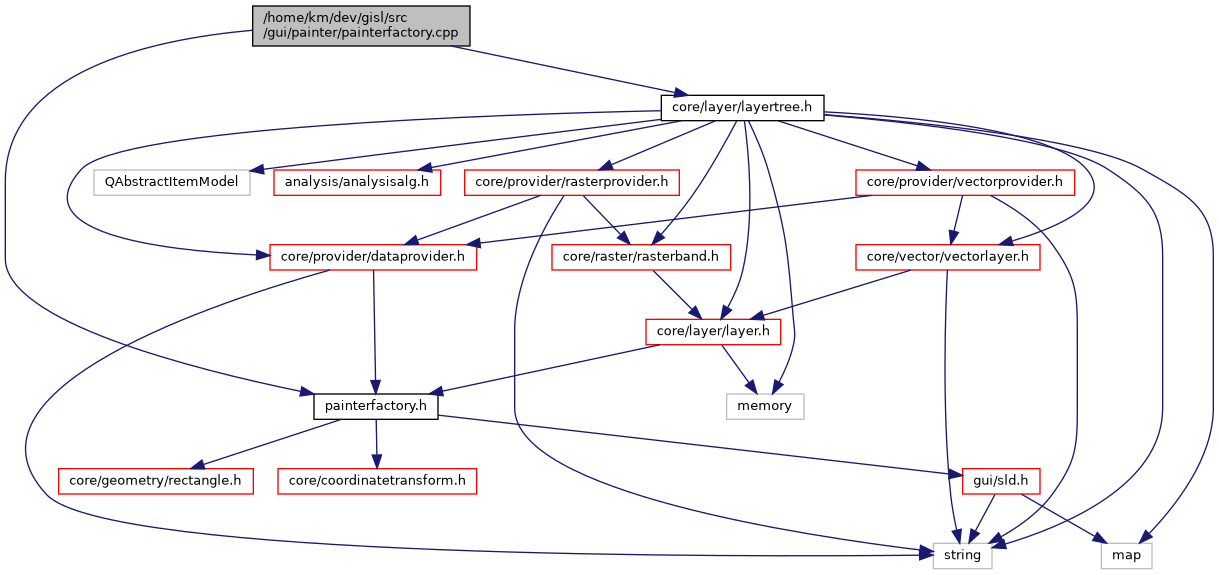 /home/km/dev/gisl/src
/gui/painter/painterfactory.cpp
core/layer/layertree.h
QAbstractItemModel
analysis/analysisalg.h
core/provider/rasterprovider.h
core/provider/vectorprovider.h
core/provider/dataprovider.h
core/raster/rasterband.h
core/vector/vectorlayer.h
core/layer/layer.h
painterfactory.h
memory
core/geometry/rectangle.h
core/coordinatetransform.h
gui/sld.h
string
map